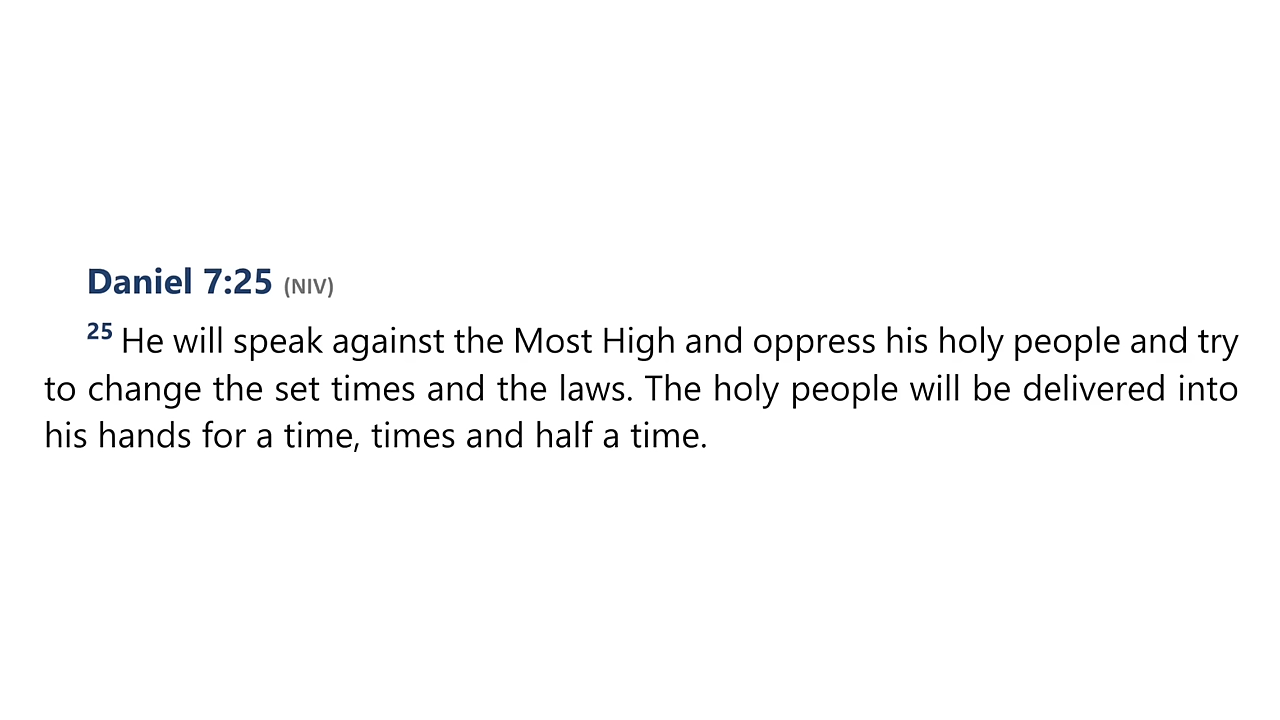 Daniel 7:25 (NIV)
25 He will speak against the Most High and oppress his holy people and try
to change the set times and the laws. The holy people will be delivered into
his hands for a time, times and half a time.